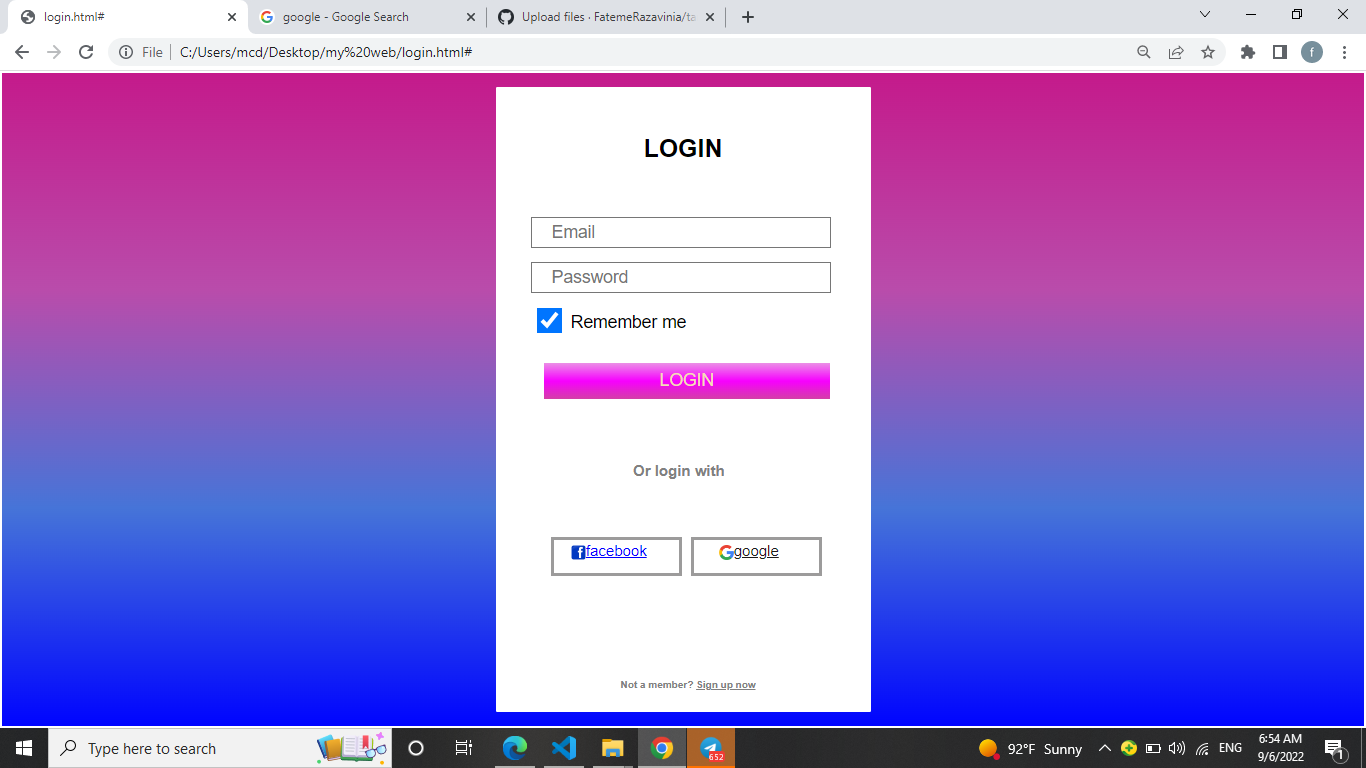 login.html#
google - Google Search
Upload files · FatemeRazavinia/ta
File
C:/Users/mcd/Desktop/my%20web/login.html#
f
LOGIN
Email
Password
Remember me
LOGIN
Or login with
facebook
google
Not a member? Sign up now
Type here to search
652
92°F Sunny
ENG
6:54 AM
9/6/2022
1